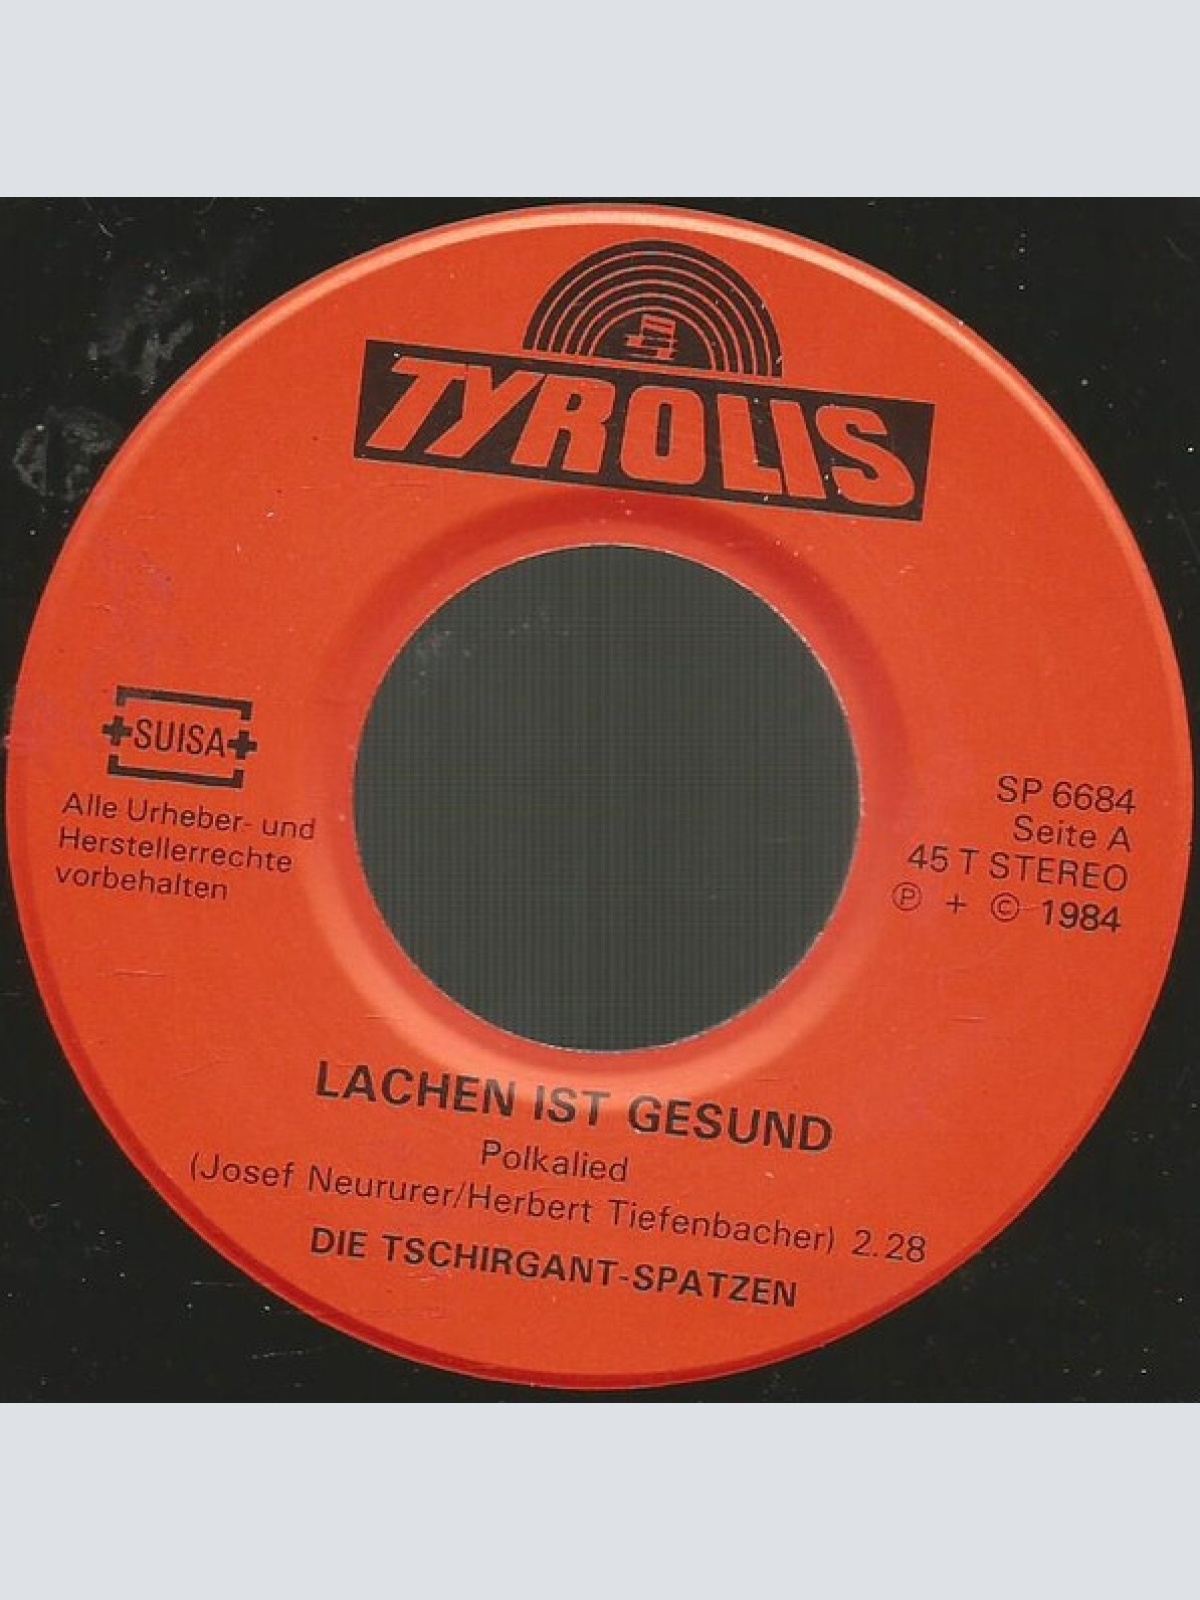 TYROLIS
SUISA
Alle Urheber- und
Herstellerrechte
vorbehalten
SP 6684
Seite A
45 T STEREO
Ⓟ + © 1984
LACHEN IST GESUND
Polkalied
(Josef Neururer/Herbert Tiefenbacher) 2.28
DIE TSCHIRGANT-SPATZEN